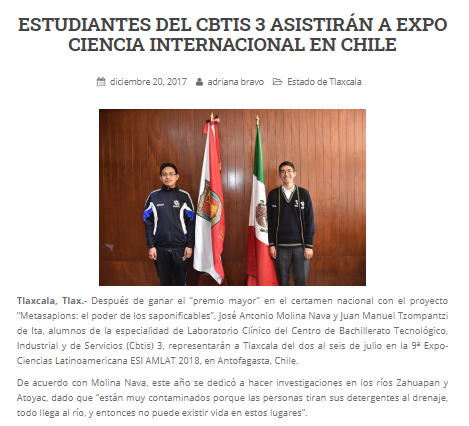 ESTUDIANTES DEL CBTIS 3 ASISTIRÁN A EXPO
CIENCIA INTERNACIONAL EN CHILE
diciembre 20, 2017 adriana bravo Estado de Tlaxcala
Tlaxcala, Tlax.- Después de ganar el “premio mayor” en el certamen nacional con el proyecto
“Metasapions: el poder de los saponificables”, José Antonio Molina Nava y Juan Manuel Tzompantzi
de Ita, alumnos de la especialidad de Laboratorio Clínico del Centro de Bachillerato Tecnológico,
Industrial y de Servicios (Cbtis) 3, representarán a Tlaxcala del dos al seis de julio en la 9ª Expo-
Ciencias Latinoamericana ESI AMLAT 2018, en Antofagasta, Chile.
De acuerdo con Molina Nava, este año se dedicó a hacer investigaciones en los ríos Zahuapan y
Atoyac, dado que “están muy contaminados porque las personas tiran sus detergentes al drenaje,
todo llega al río, y entonces no puede existir vida en estos lugares”.